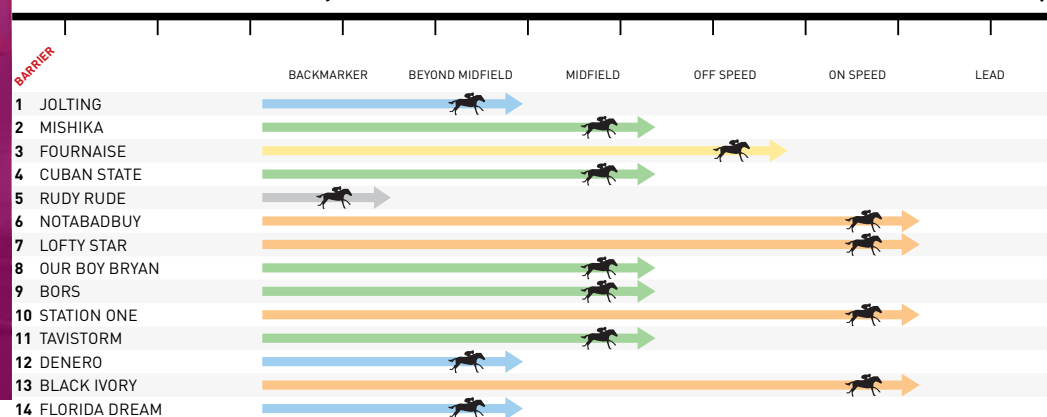 BARRIER
BACKMARKER BEYOND MIDFIELD MIDFIELD OFF SPEED ON SPEED LEAD
1 JOLTING
2 MISHIKA
3 FOURNAISE
4 CUBAN STATE
5 RUDY RUDE
6 NOTABADBUY
7 LOFTY STAR
8 OUR BOY BRYAN
9 BORS
10 STATION ONE
11 TAVISTORM
12 DENERO
13 BLACK IVORY
14 FLORIDA DREAM